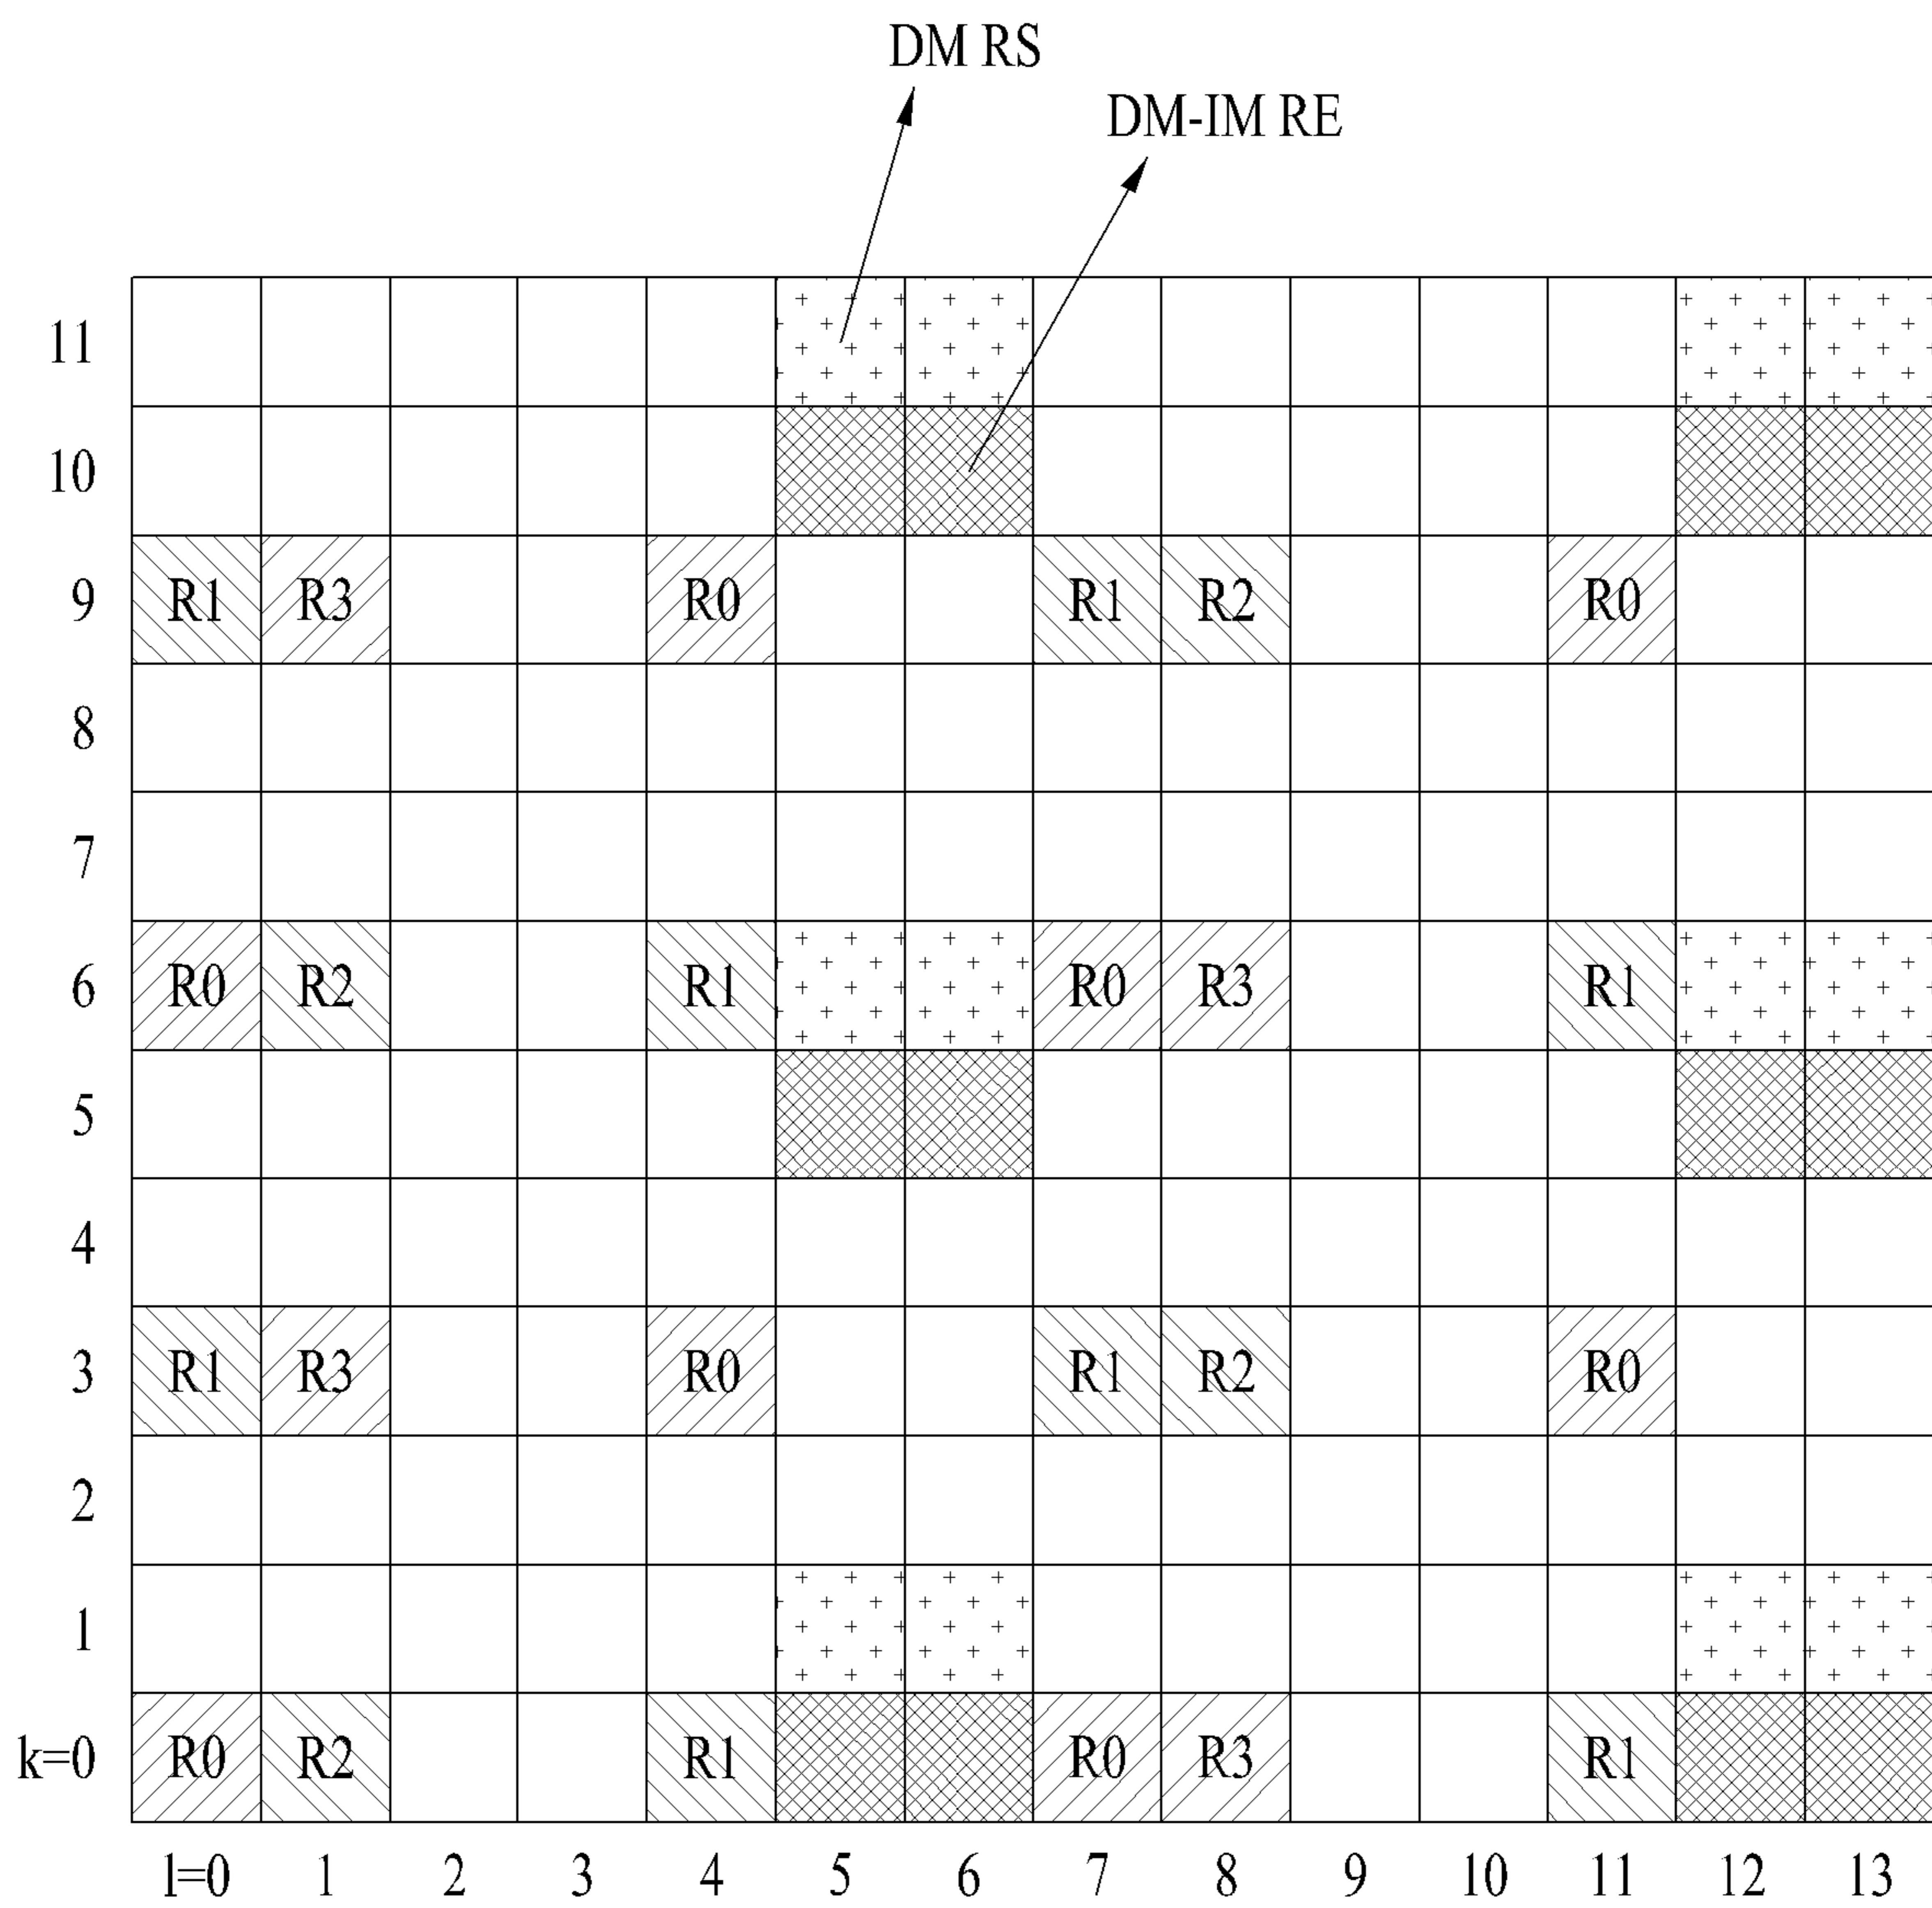 DM RS
DM-IM RE
11
10
9 R1 R3 R0 R1 R2 R0
8
7
6 R0 R2 R1 R0 R3 R1
5
4
3 R1 R3 R0 R1 R2 R0
2
1
k=0 R0 R2 R1 R0 R3 R1
l=0 1 2 3 4 5 6 7 8 9 10 11 12 13